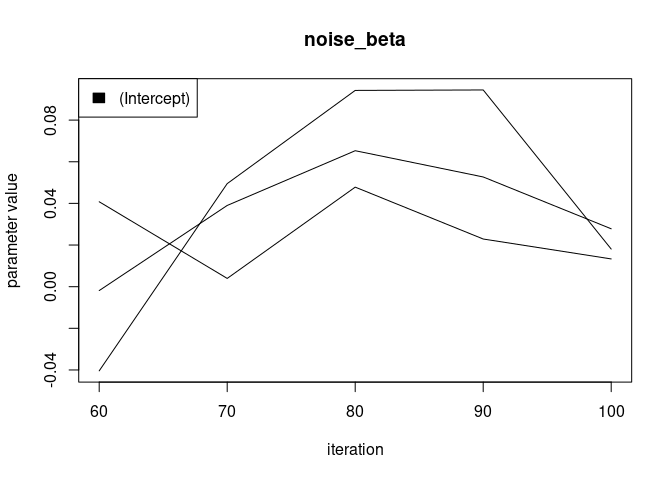 noise_beta
(Intercept)
0.08
0.04
0.00
-0.04
parameter value
60 70 80 90 100
iteration